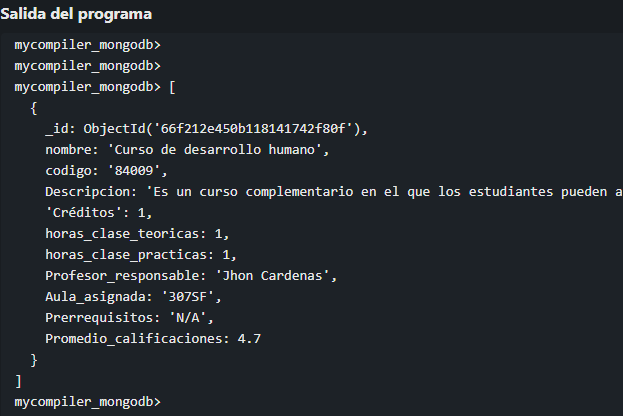 Salida del programa
mycompiler_mongodb>
mycompiler_mongodb>
mycompiler_mongodb> [
  {
    _id: ObjectId('66f212e450b118141742f80f'),
    nombre: 'Curso de desarrollo humano',
    codigo: '84009',
    Descripcion: 'Es un curso complementario en el que los estudiantes pueden a
    'Créditos': 1,
    horas_clase_teoricas: 1,
    horas_clase_practicas: 1,
    Profesor_responsable: 'Jhon Cardenas',
    Aula_asignada: '307SF',
    Prerrequisitos: 'N/A',
    Promedio_calificaciones: 4.7
  }
]
mycompiler_mongodb>